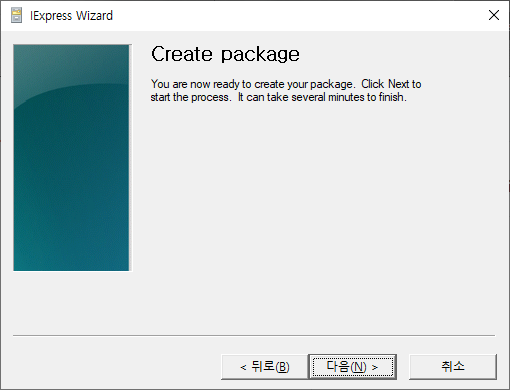 IExpress Wizard
Create package
You are now ready to create your package.  Click Next to
start the process.  It can take several minutes to finish.
< 뒤로(B)
다음(N) >
취소